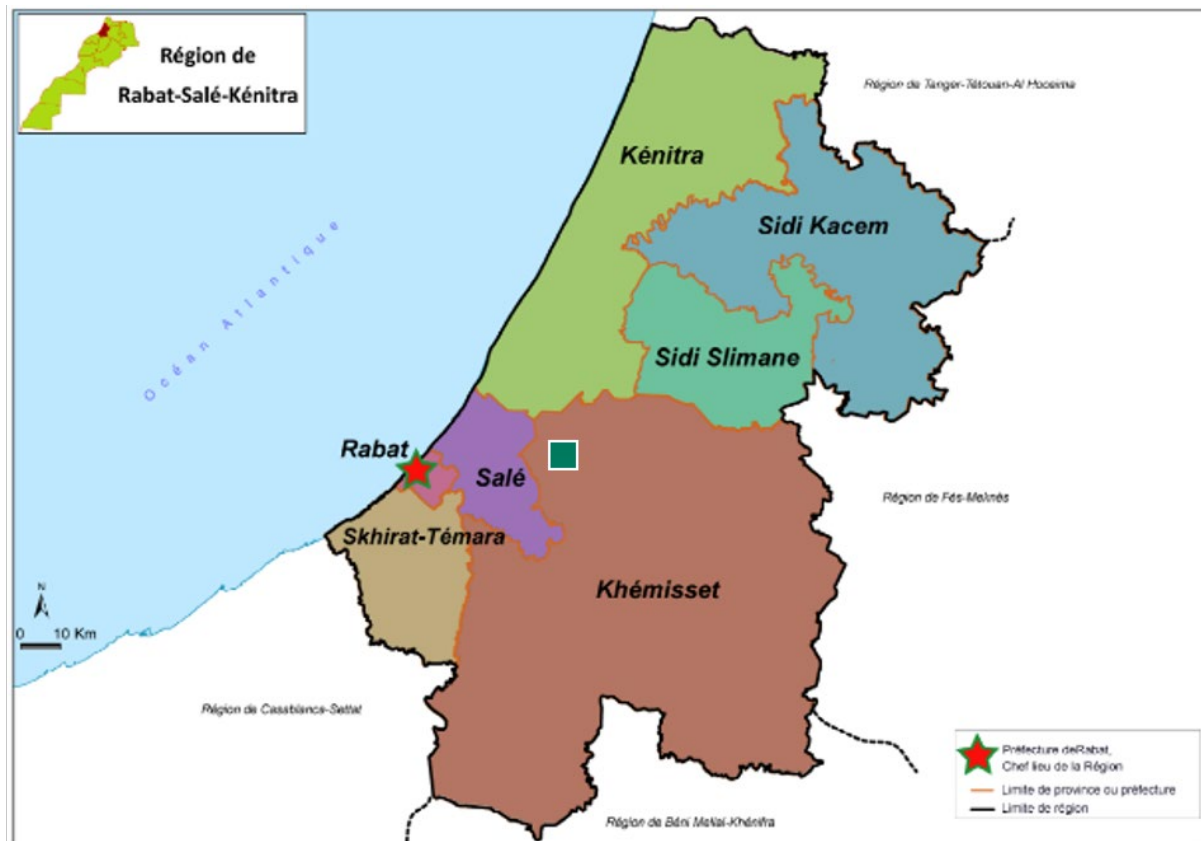 Région de
Rabat-Salé-Kénitra
Région de Tanger-Tétouan-Al Hoceima
Kénitra
Sidi Kacem
Océan Atlantique
Sidi Slimane
Rabat
Salé
Région de Fés-Meknès
Skhirat-Témara
Khémisset
N
0 10 Km
Région de Casablanca-Settat
Préfecture deRabat,
Chef lieu de la Région
Limite de province ou préfecture
Limite de région
Région de Béni Mellal-Khénifra